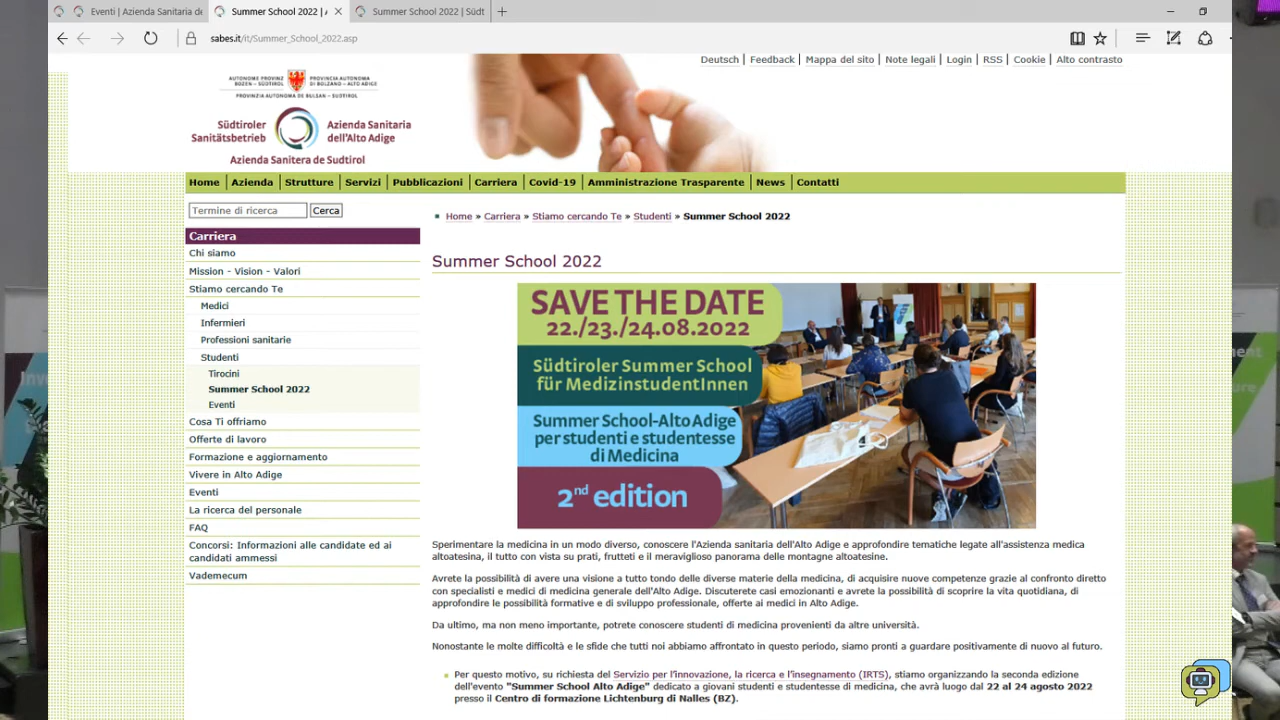 Eventi | Azienda Sanitaria de
Summer School 2022 | A
Summer School 2022 | Südt
sabes.it/it/Summer_School_2022.asp
Deutsch | Feedback | Mappa del sito | Note legali | Login | RSS | Cookie | Alto contrasto
AUTONOME PROVINZ BOZEN - SÜDTIROL
PROVINCIA AUTONOMA DI BOLZANO - ALTO ADIGE
PROVINZIA AUTONOMA DE BULSAN - SUDTIROL
Südtiroler Sanitätsbetrieb
Azienda Sanitaria dell'Alto Adige
Azienda Sanitera de Sudtirol
Home | Azienda | Strutture | Servizi | Pubblicazioni | Carriera | Covid-19 | Amministrazione Trasparente | News | Contatti
Termine di ricerca Cerca
Home » Carriera » Stiamo cercando Te » Studenti » Summer School 2022
Carriera
Chi siamo
Mission - Vision - Valori
Stiamo cercando Te
Medici
Infermieri
Professioni sanitarie
Studenti
Tirocini
Summer School 2022
Eventi
Cosa Ti offriamo
Offerte di lavoro
Formazione e aggiornamento
Vivere in Alto Adige
Eventi
La ricerca del personale
FAQ
Concorsi: Informazioni alle candidate ed ai
candidati ammessi
Vademecum
Summer School 2022
SAVE THE DATE
22./23./24.08.2022
Südtiroler Summer School
für MedizinstudentInnen
Summer School-Alto Adige
per studenti e studentesse
di Medicina
2nd edition
Sperimentare la medicina in un modo diverso, conoscere l'Azienda sanitaria dell'Alto Adige e approfondire tematiche legate all'assistenza medica
altoatesina, il tutto con vista su prati, frutteti e il meraviglioso panorama delle montagne altoatesine.
Avrete la possibilità di avere una visione a tutto tondo delle diverse materie della medicina, di acquisire nuove competenze grazie al confronto diretto
con specialisti e medici di medicina generale dell'Alto Adige. Discuterete casi emozionanti e avrete la possibilità di scoprire la vita quotidiana, di
approfondire le possibilità formative e di sviluppo professionale, offerte ai medici in Alto Adige.
Da ultimo, ma non meno importante, potrete conoscere studenti di medicina provenienti da altre università.
Nonostante le molte difficoltà e le sfide che tutti noi abbiamo affrontato in questo periodo, siamo pronti a guardare positivamente di nuovo al futuro.
Per questo motivo, su richiesta del Servizio per l'innovazione, la ricerca e l'insegnamento (IRTS), stiamo organizzando la seconda edizione
dell'evento "Summer School Alto Adige" dedicato a giovani studenti e studentesse di medicina, che avrà luogo dal 22 al 24 agosto 2022
presso il Centro di formazione Lichtenburg di Nalles (BZ).